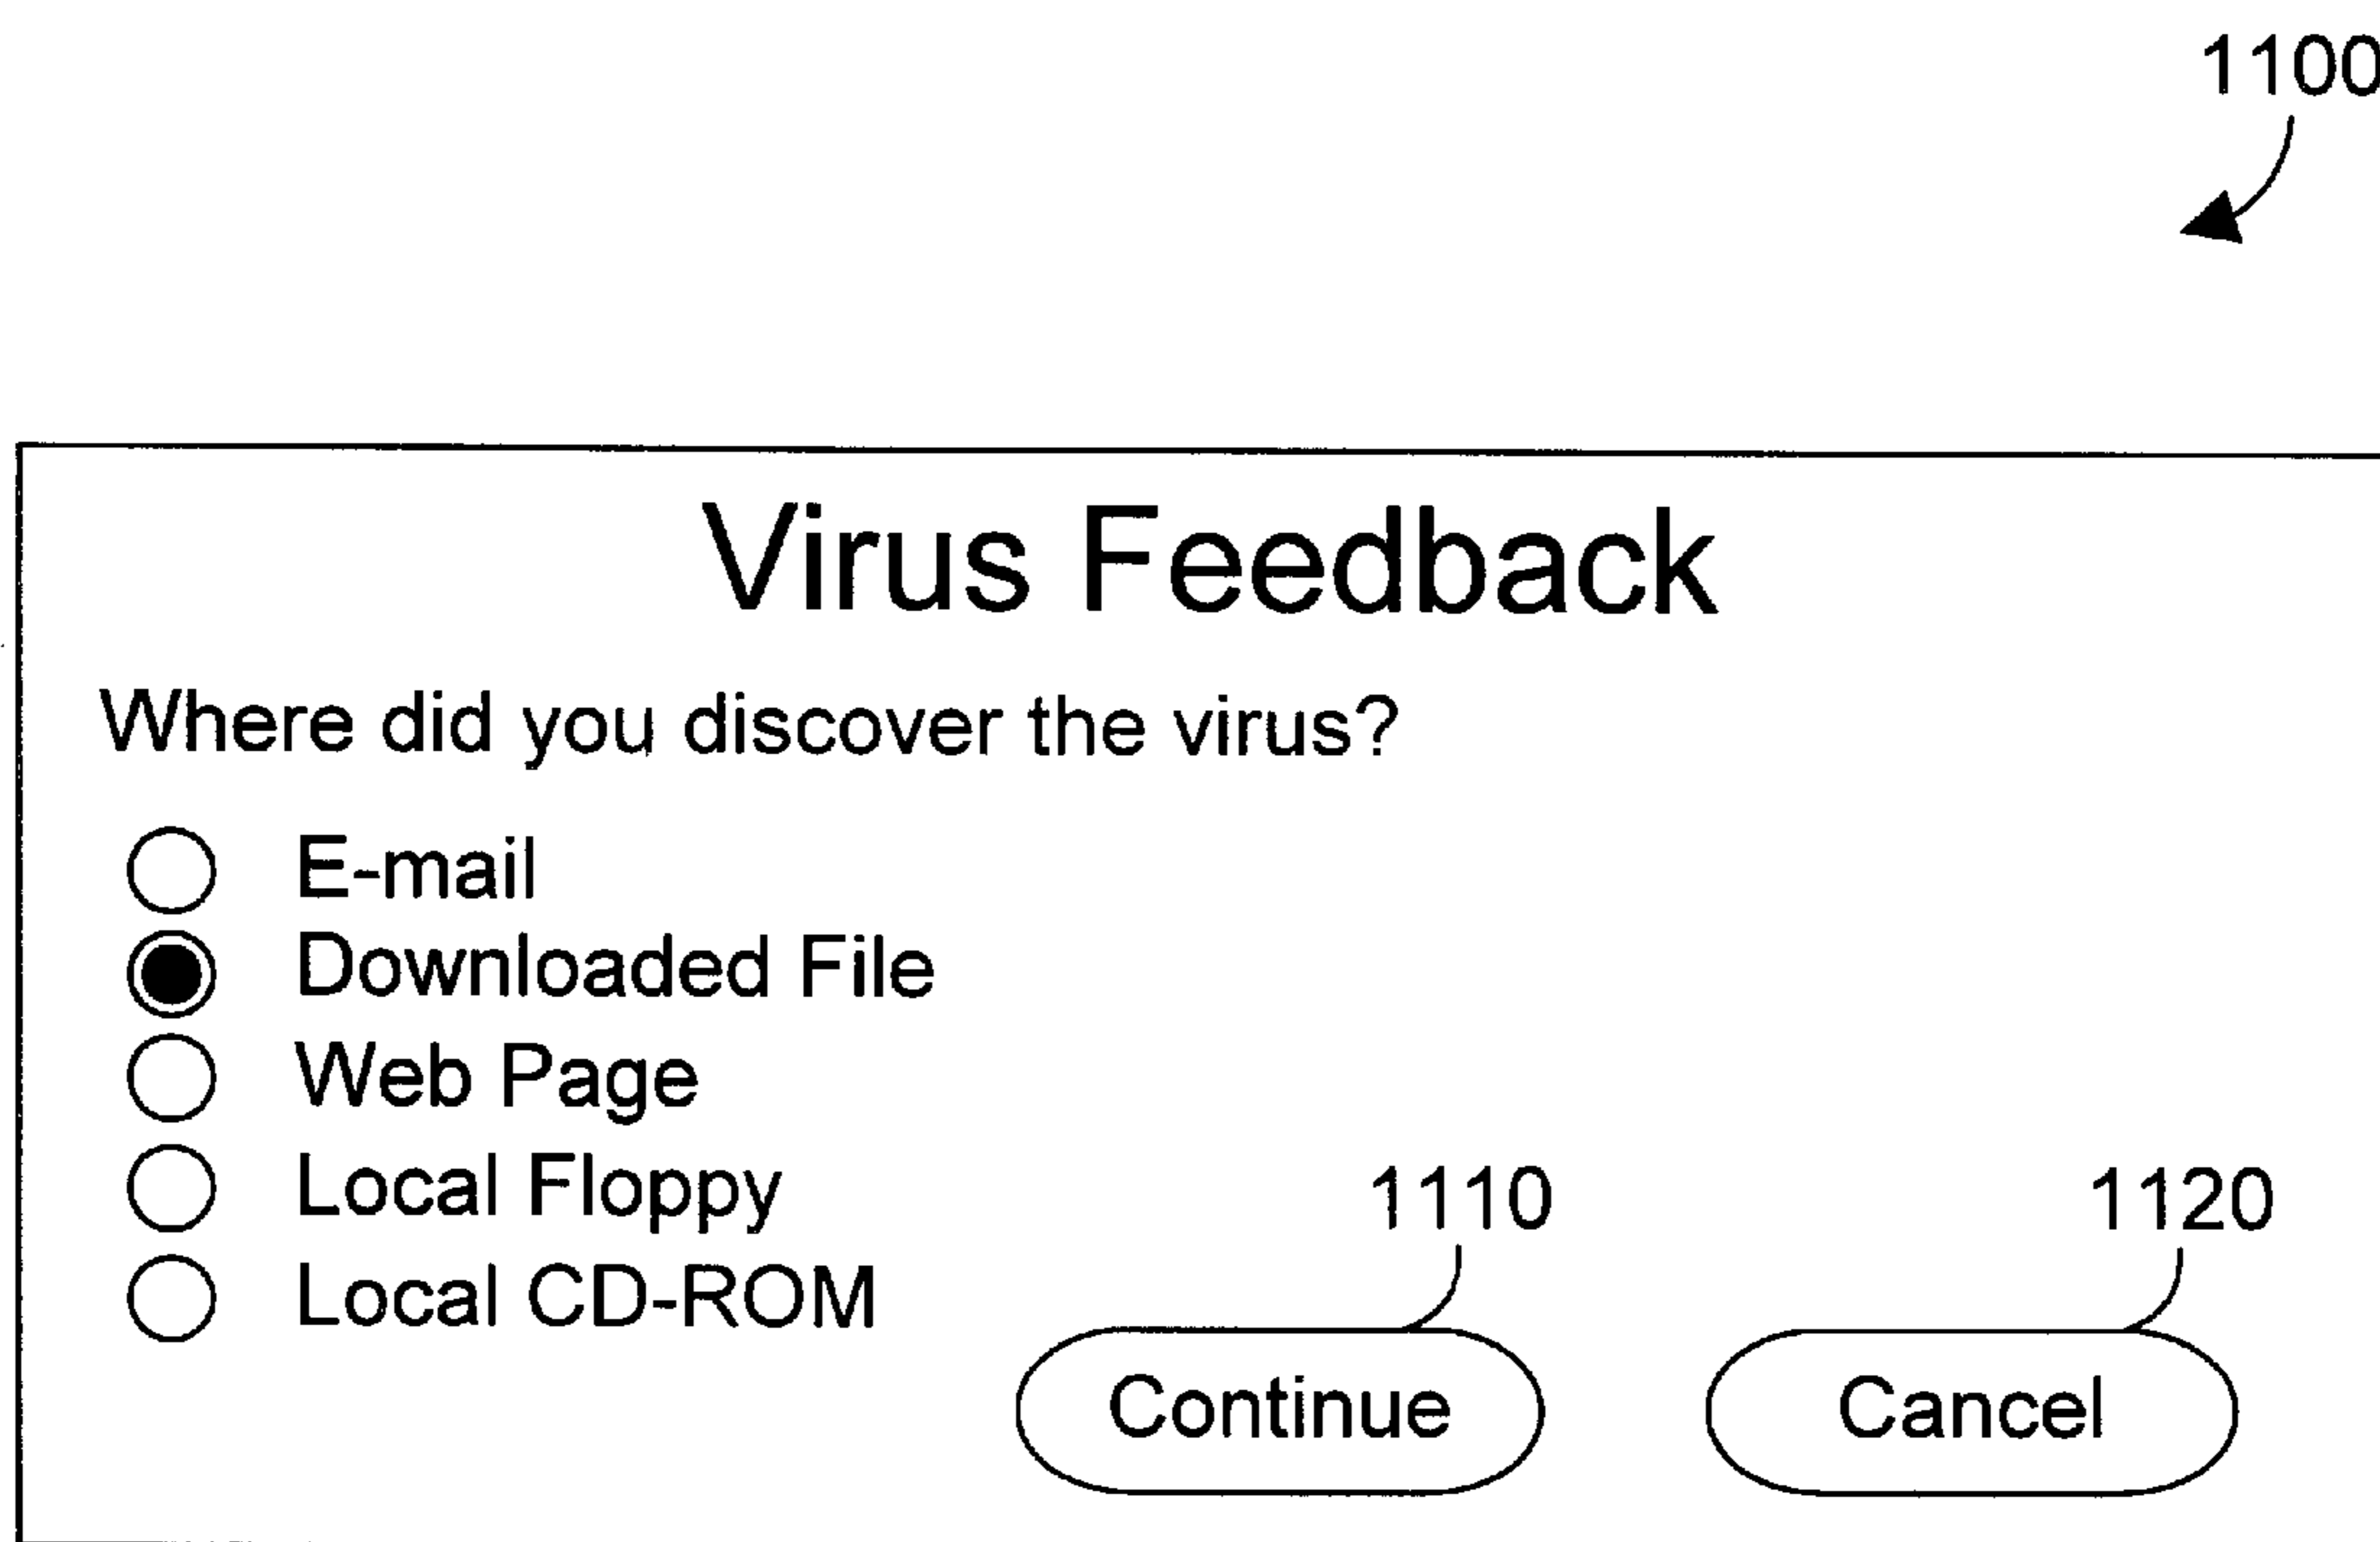 1100
Virus Feedback
Where did you discover the virus?
E-mail
Downloaded File
Web Page
Local Floppy
Local CD-ROM
1110
1120
Continue
Cancel